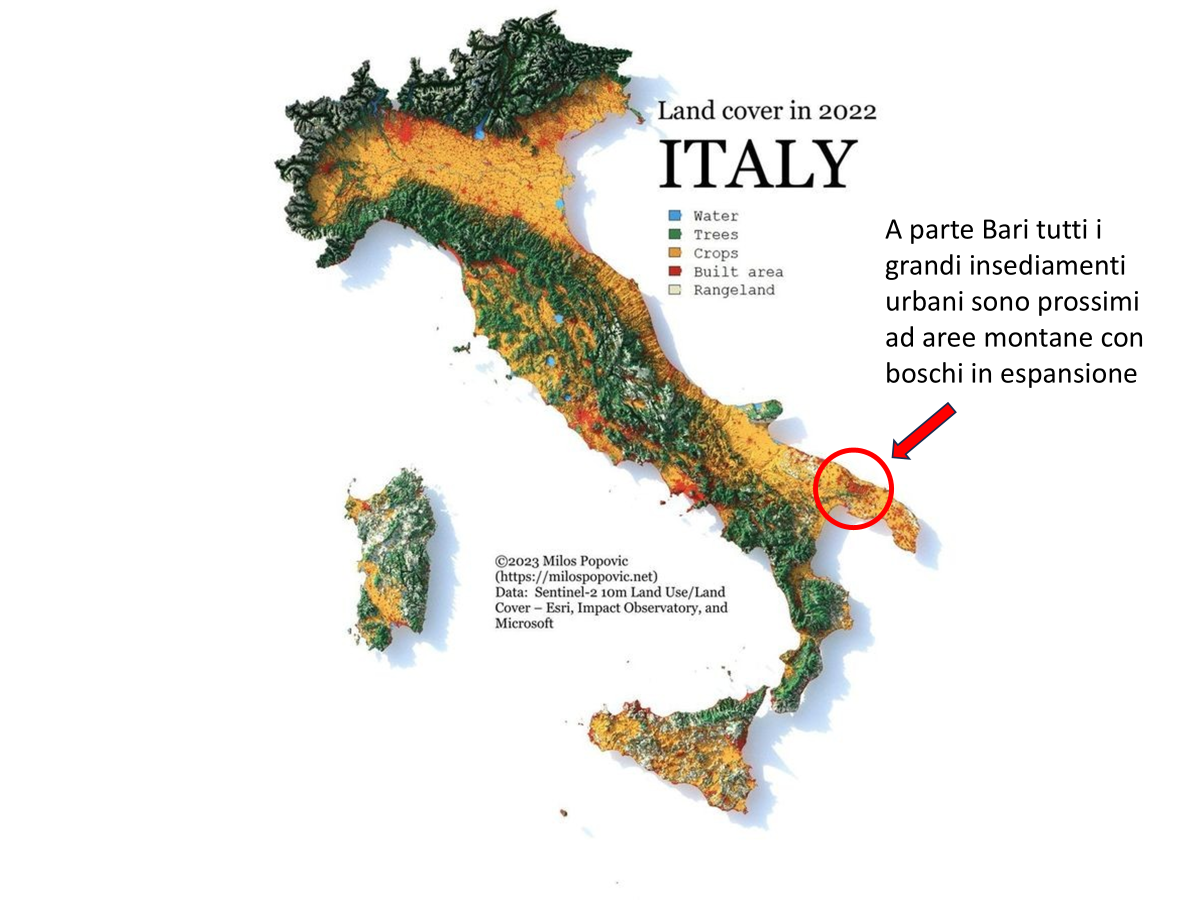 Land cover in 2022
ITALY
Water
Trees
Crops
Built area
Rangeland
A parte Bari tutti i
grandi insediamenti
urbani sono prossimi
ad aree montane con
boschi in espansione
©2023 Milos Popovic
(https://milospopovic.net)
Data: Sentinel-2 10m Land Use/Land
Cover – Esri, Impact Observatory, and
Microsoft